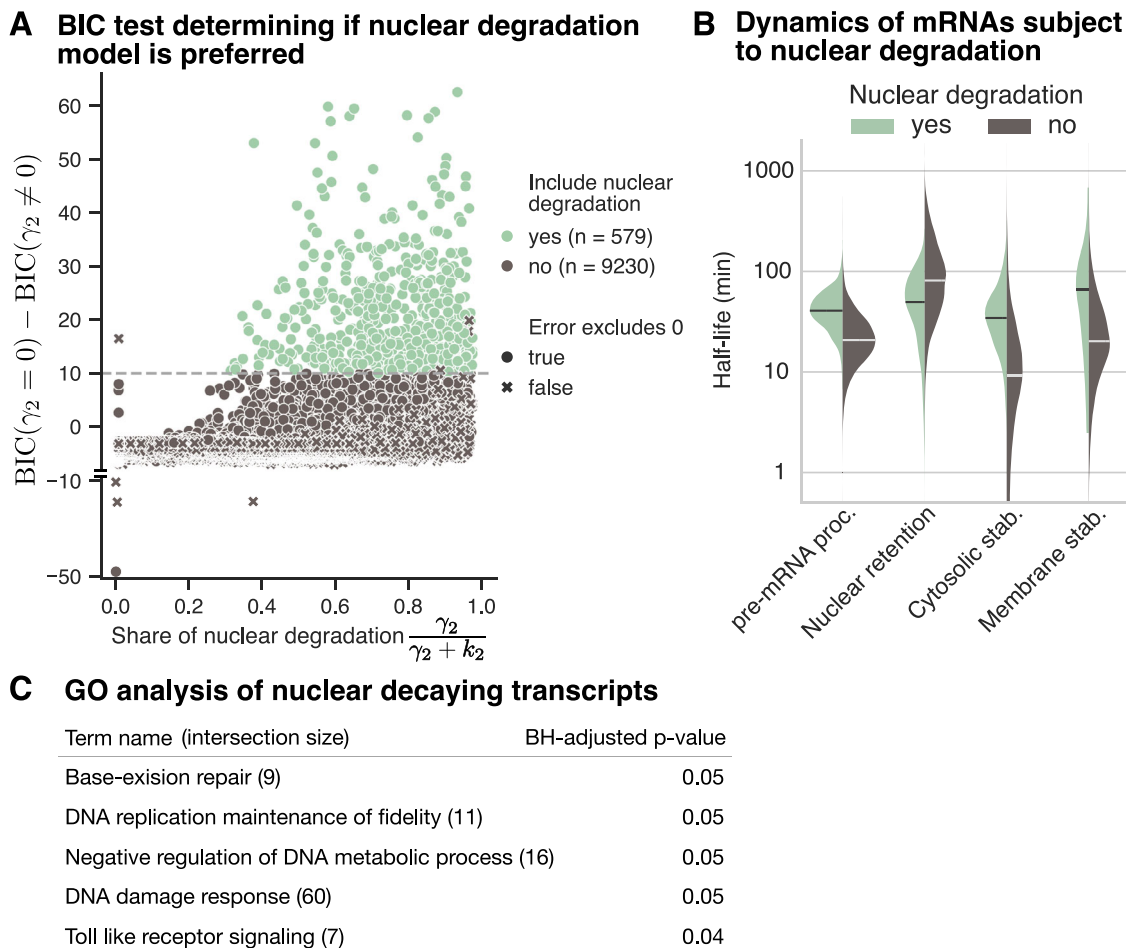 A BIC test determining if nuclear degradation
model is preferred
BIC(γ₂ = 0) − BIC(γ₂ ≠ 0)
60
50
40
30
20
10
0
−10
−50
0.0 0.2 0.4 0.6 0.8 1.0
Share of nuclear degradation γ₂ / (γ₂ + k₂)
Include nuclear
degradation
yes (n = 579)
no (n = 9230)
Error excludes 0
true
false
B Dynamics of mRNAs subject
to nuclear degradation
Nuclear degradation
yes no
Half-life (min)
1000
100
10
1
pre-mRNA proc.
Nuclear retention
Cytosolic stab.
Membrane stab.
C GO analysis of nuclear decaying transcripts
Term name (intersection size) BH-adjusted p-value
Base-exision repair (9) 0.05
DNA replication maintenance of fidelity (11) 0.05
Negative regulation of DNA metabolic process (16) 0.05
DNA damage response (60) 0.05
Toll like receptor signaling (7) 0.04